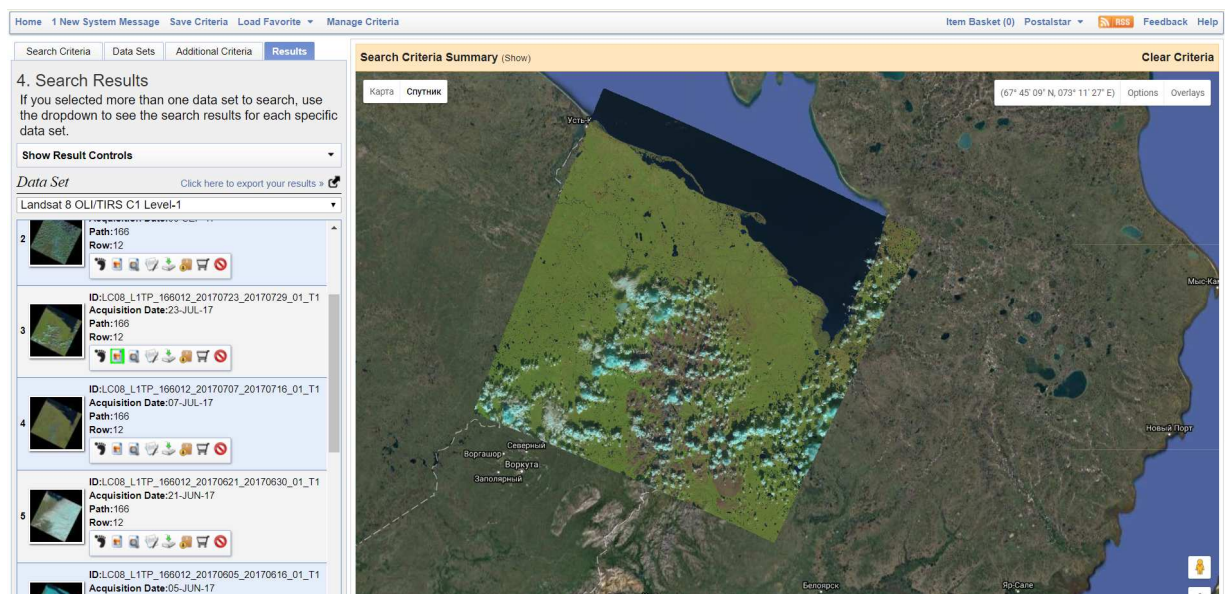 Home 1 New System Message Save Criteria Load Favorite Manage Criteria Item Basket (0) Postalstar RSS Feedback Help
Search Criteria Data Sets Additional Criteria Results
4. Search Results
If you selected more than one data set to search, use
the dropdown to see the search results for each specific
data set.
Show Result Controls
Data Set Click here to export your results »
Landsat 8 OLI/TIRS C1 Level-1
2
Path:166
Row:12
ID:LC08_L1TP_166012_20170723_20170729_01_T1
Acquisition Date:23-JUL-17
3
Path:166
Row:12
ID:LC08_L1TP_166012_20170707_20170716_01_T1
Acquisition Date:07-JUL-17
4
Path:166
Row:12
ID:LC08_L1TP_166012_20170621_20170630_01_T1
Acquisition Date:21-JUN-17
5
Path:166
Row:12
ID:LC08_L1TP_166012_20170605_20170616_01_T1
Acquisition Date:05-JUN-17
Search Criteria Summary (Show) Clear Criteria
Карта Спутник
(67° 45' 09" N, 073° 11' 27" E) Options Overlays
Новый Порт
Северный
Воргашор
Воркута
Заполярный
Белоярск
Яр-Сале